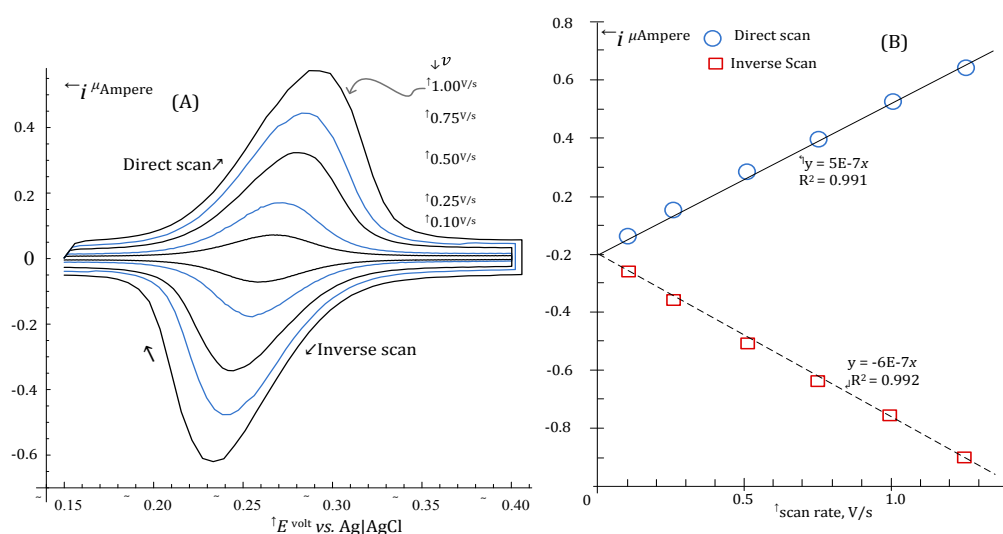 ←i µAmpere
(A)
↓v
↑1.00V/s
↑0.75V/s
Direct scan↗
↑0.50V/s
↑0.25V/s
↑0.10V/s
↙Inverse scan
0.4
0.2
0
-0.2
-0.4
-0.6
~ ~ ~ ~ ~ ~
0.15 0.20 0.25 0.30 0.35 0.40
↑E volt vs. Ag|AgCl
←i µAmpere
Direct scan
(B)
Inverse Scan
0.8
0.6
0.4
0.2
-0.2
-0.4
-0.6
-0.8
y = 5E-7x
R² = 0.991
y = -6E-7x
R² = 0.992
0 0.5 1.0
↑scan rate, V/s